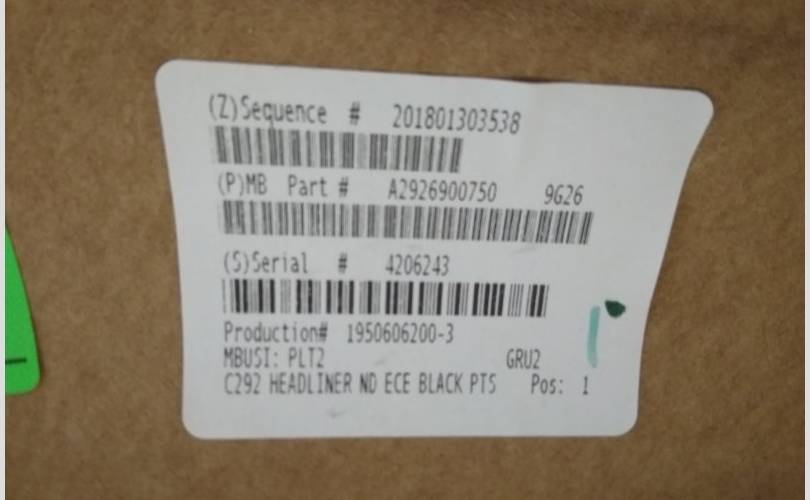 (Z)Sequence # 201801303538
(P)MB Part # A2926900750 9G26
(S)Serial # 4206243
Production# 1950606200-3
MBUSI: PLT2 GRU2
C292 HEADLINER ND ECE BLACK PTS Pos: 1